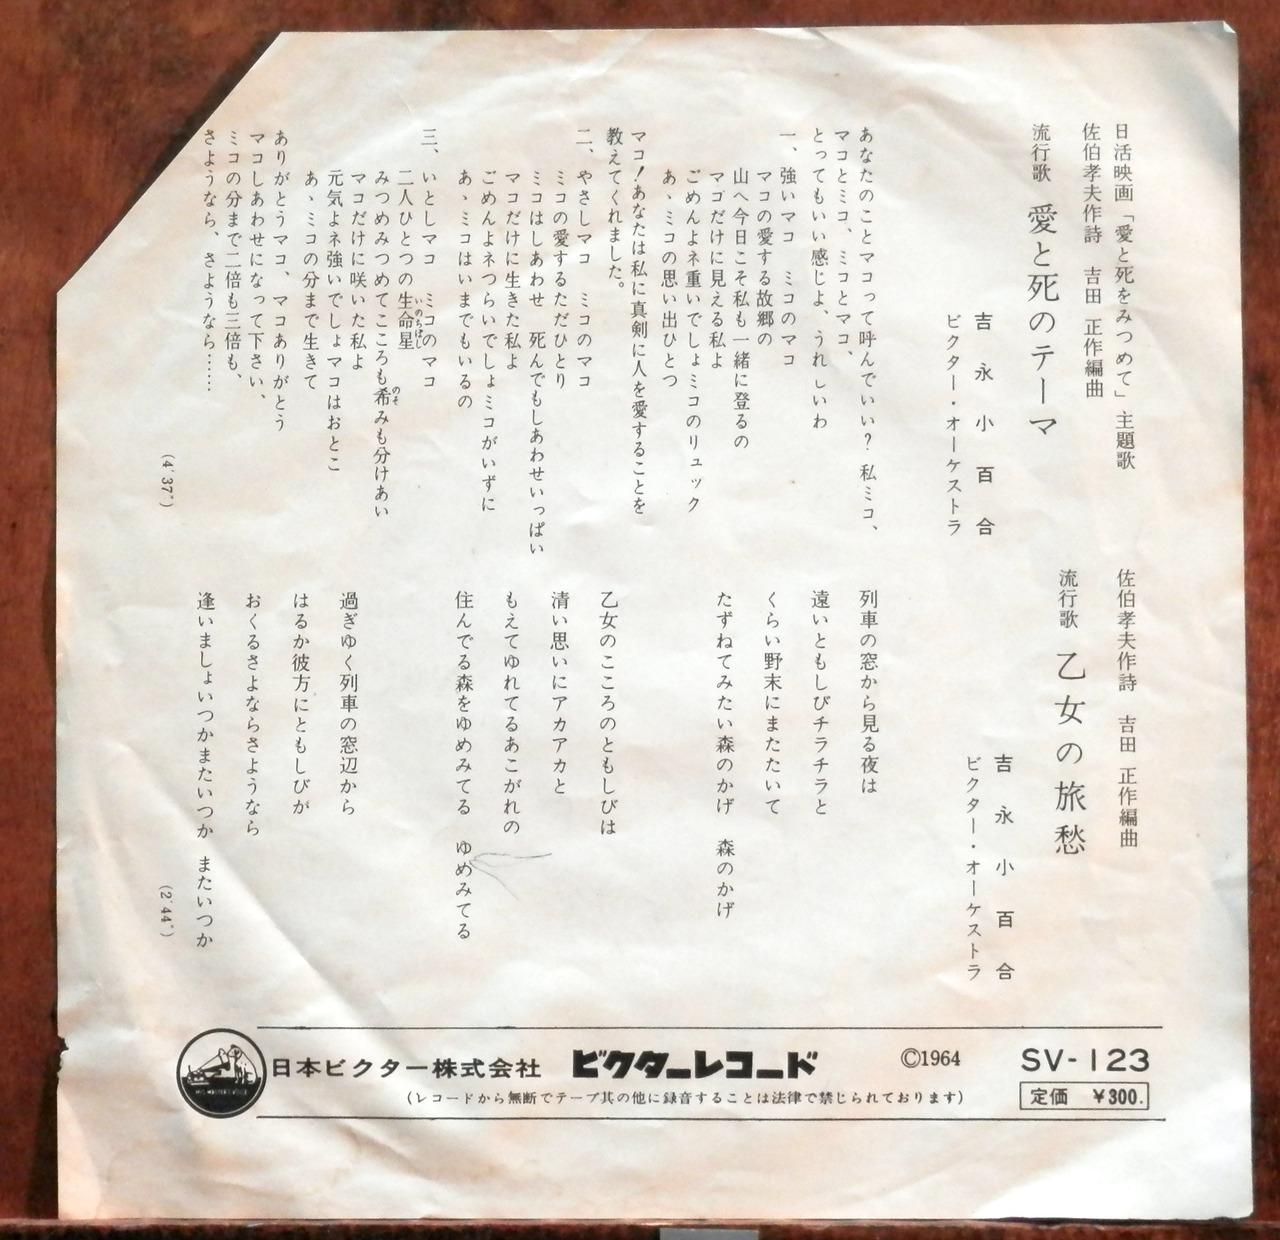 日活映画「愛と死をみつめて」主題歌
佐伯孝夫作詩　吉田　正作編曲
流行歌　愛と死のテーマ
吉永小百合
ビクター・オーケストラ
あなたのことマコって呼んでいい？　私ミコ、
マコとミコ、ミコとマコ、
とってもいい感じよ、うれしいわ
一、強いマコ　ミコのマコ
マコの愛する故郷の
山へ今日こそ私も一緒に登るの
マコだけに見える私よ
ごめんよネ重いでしょミコのリュック
あゝミコの思い出ひとつ
マコ！あなたは私に真剣に人を愛することを
教えてくれました。
二、やさしマコ　ミコのマコ
ミコの愛するただひとり
ミコはしあわせ　死んでもしあわせいっぱい
マコだけに生きた私よ
ごめんよネつらいでしょミコがいずに
あゝミコはいまでもいるの
三、いとしマコ　ミコのマコ
二人ひとつの生命星
いのちぼし
みつめみつめてこころも希みも分けあい
のぞ
マコだけに咲いた私よ
元気よネ強いでしょマコはおとこ
あゝミコの分まで生きて
ありがとうマコ、マコありがとう
マコしあわせになって下さい、
ミコの分まで二倍も三倍も、
さようなら、さようなら……
(4'37")
佐伯孝夫作詩　吉田　正作編曲
流行歌　乙女の旅愁
吉永小百合
ビクター・オーケストラ
列車の窓から見る夜は
遠いともしびチラチラと
くらい野末にまたたいて
たずねてみたい森のかげ　森のかげ
乙女のこころのともしびは
清い思いにアカアカと
もえてゆれてるあこがれの
住んでる森をゆめみてる　ゆめみてる
過ぎゆく列車の窓辺から
はるか彼方にともしびが
おくるさよならさようなら
逢いましょいつかまたいつか　またいつか
(2'44")
日本ビクター株式会社　ビクターレコード　©1964　SV-123
(レコードから無断でテープ其の他に録音することは法律で禁じられております)
定価　¥300.
HIS MASTER'S VOICE